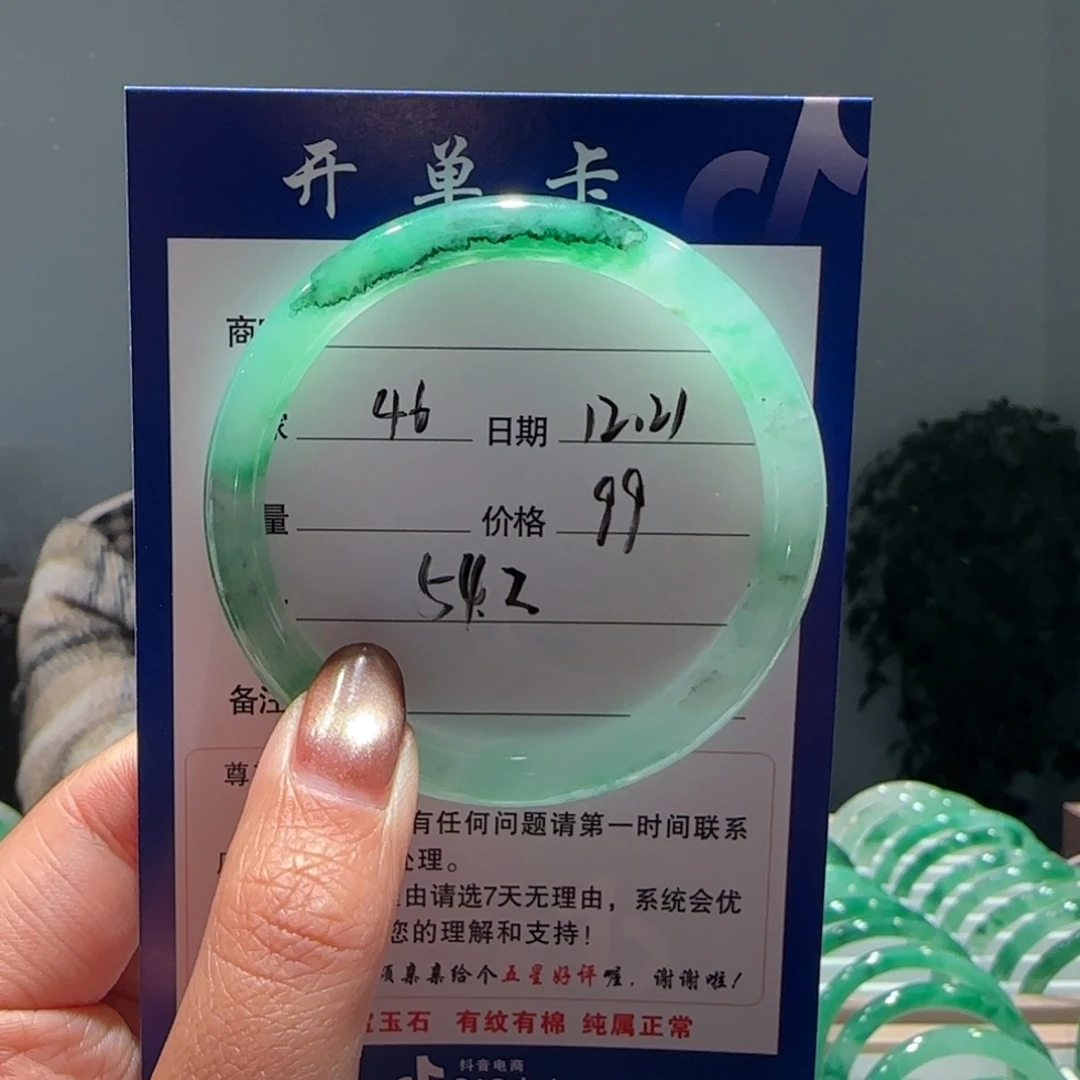 开单卡
商
家 46 日期 12.21
量 价格 99
54.2
备注
尊
有任何问题请第一时间联系
处理。
由请选7天无理由，系统会优
您的理解和支持！
亲亲给个五星好评喔，谢谢啦！
玉石 有纹有棉 纯属正常
抖音电商